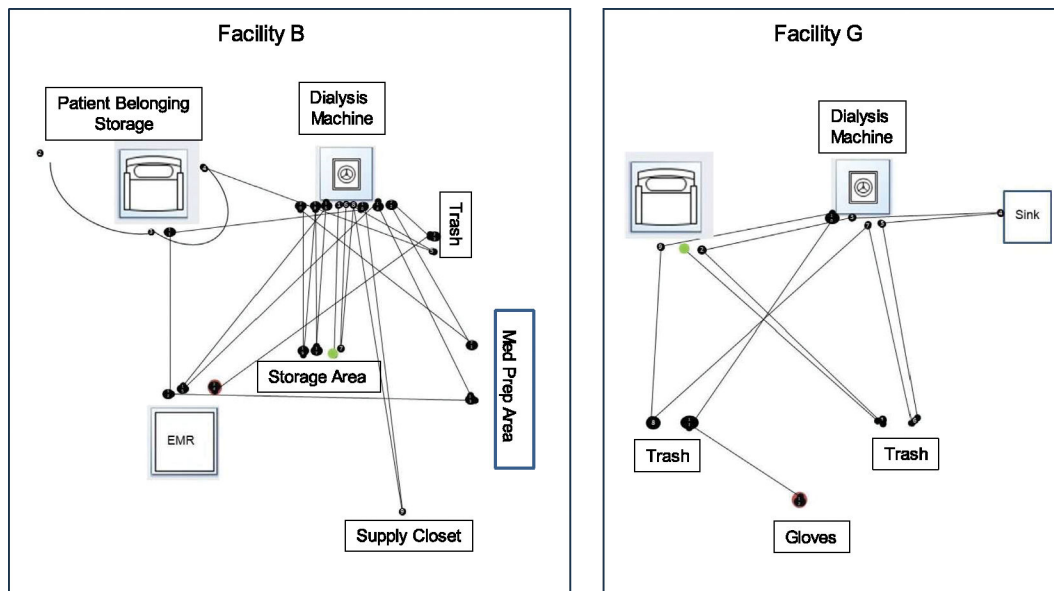 Facility B
Patient Belonging
Storage
Dialysis
Machine
Trash
Storage Area
Med Prep Area
EMR
Supply Closet
Facility G
Dialysis
Machine
Sink
Trash
Trash
Gloves